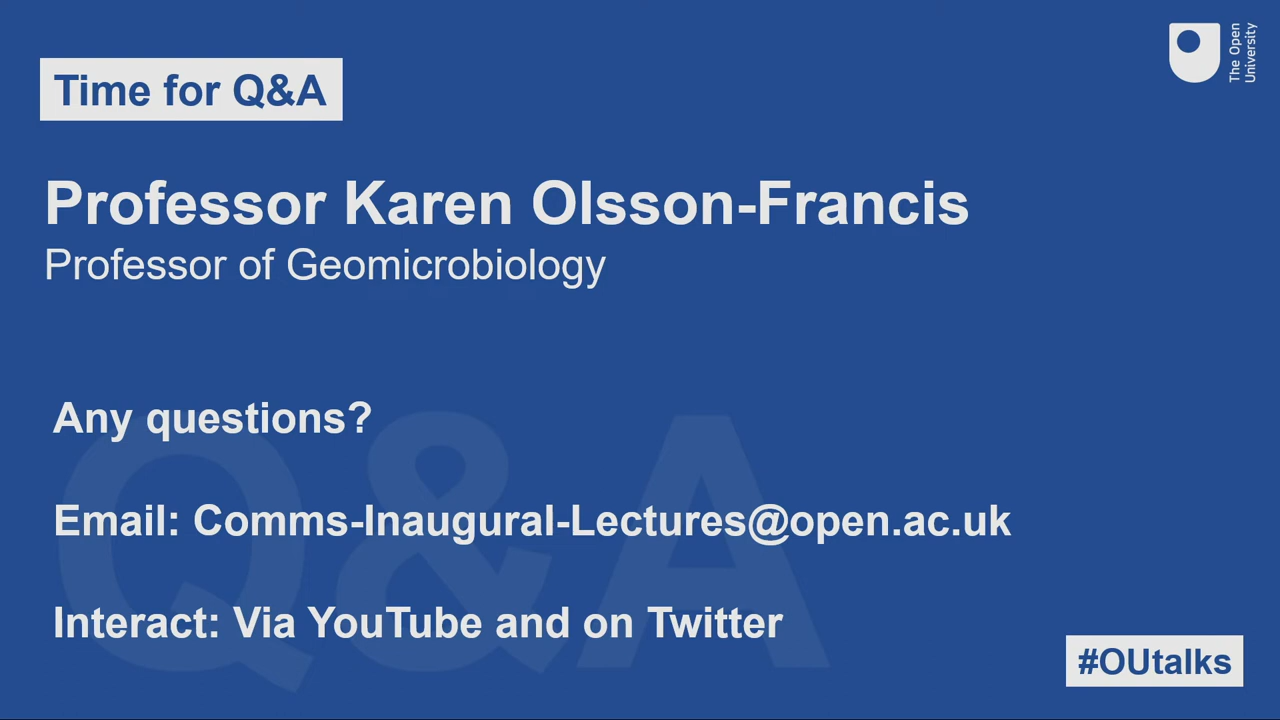 The Open
University
Time for Q&A
Professor Karen Olsson-Francis
Professor of Geomicrobiology
Any questions?
Email: Comms-Inaugural-Lectures@open.ac.uk
Interact: Via YouTube and on Twitter
Q&A
#OUtalks